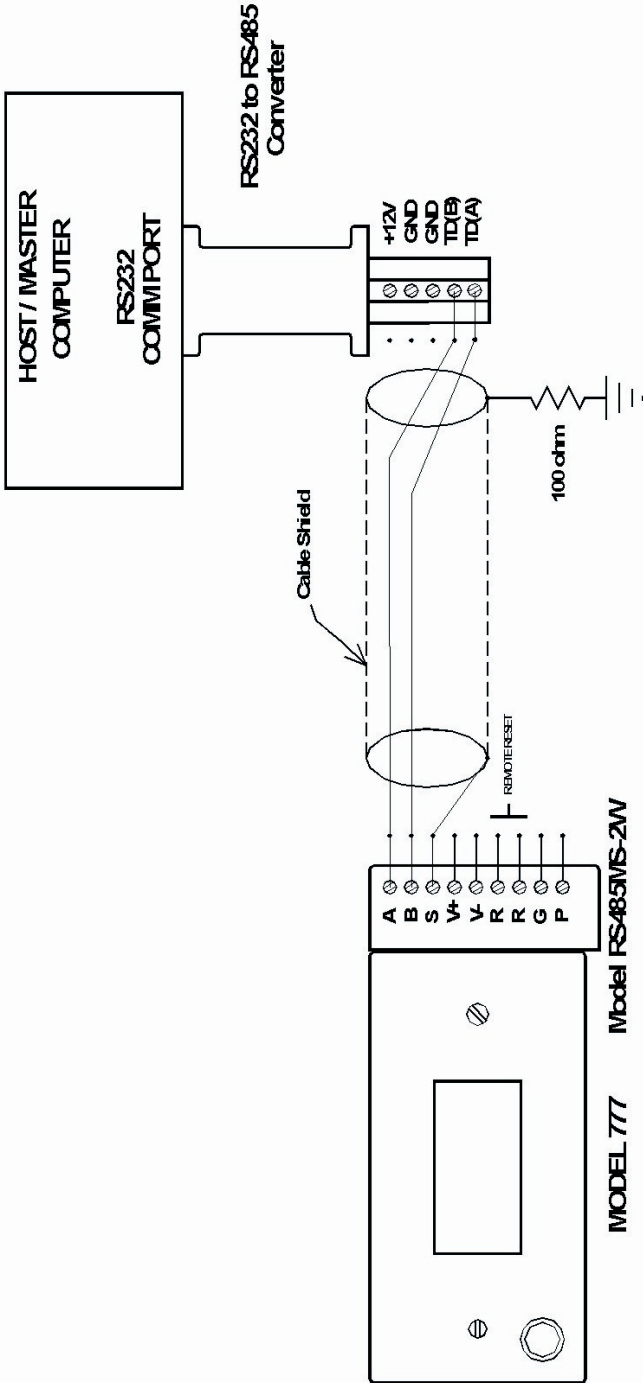 HOST / MASTER
COMPUTER
RS232
COMM PORT
RS232 to RS485
Converter
+12V
GND
GND
TD(B)
TD(A)
Cable Shield
100 ohm
A
B
S
V+
V-
R
R
G
P
REMOTE RESET
MODEL 777
Model RS485MS-2W